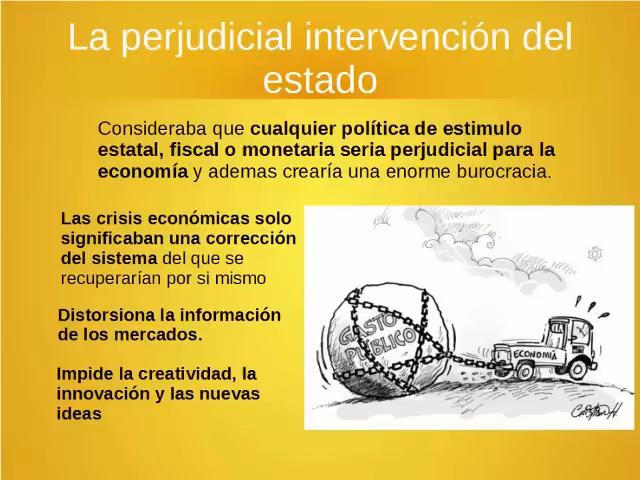 La perjudicial intervención del
estado
Consideraba que cualquier política de estimulo
estatal, fiscal o monetaria seria perjudicial para la
economía y ademas crearía una enorme burocracia.
Las crisis económicas solo
significaban una corrección
del sistema del que se
recuperarían por si mismo
Distorsiona la información
de los mercados.
Impide la creatividad, la
innovación y las nuevas
ideas
GASTO
PÚBLICO
ECONOMÍA